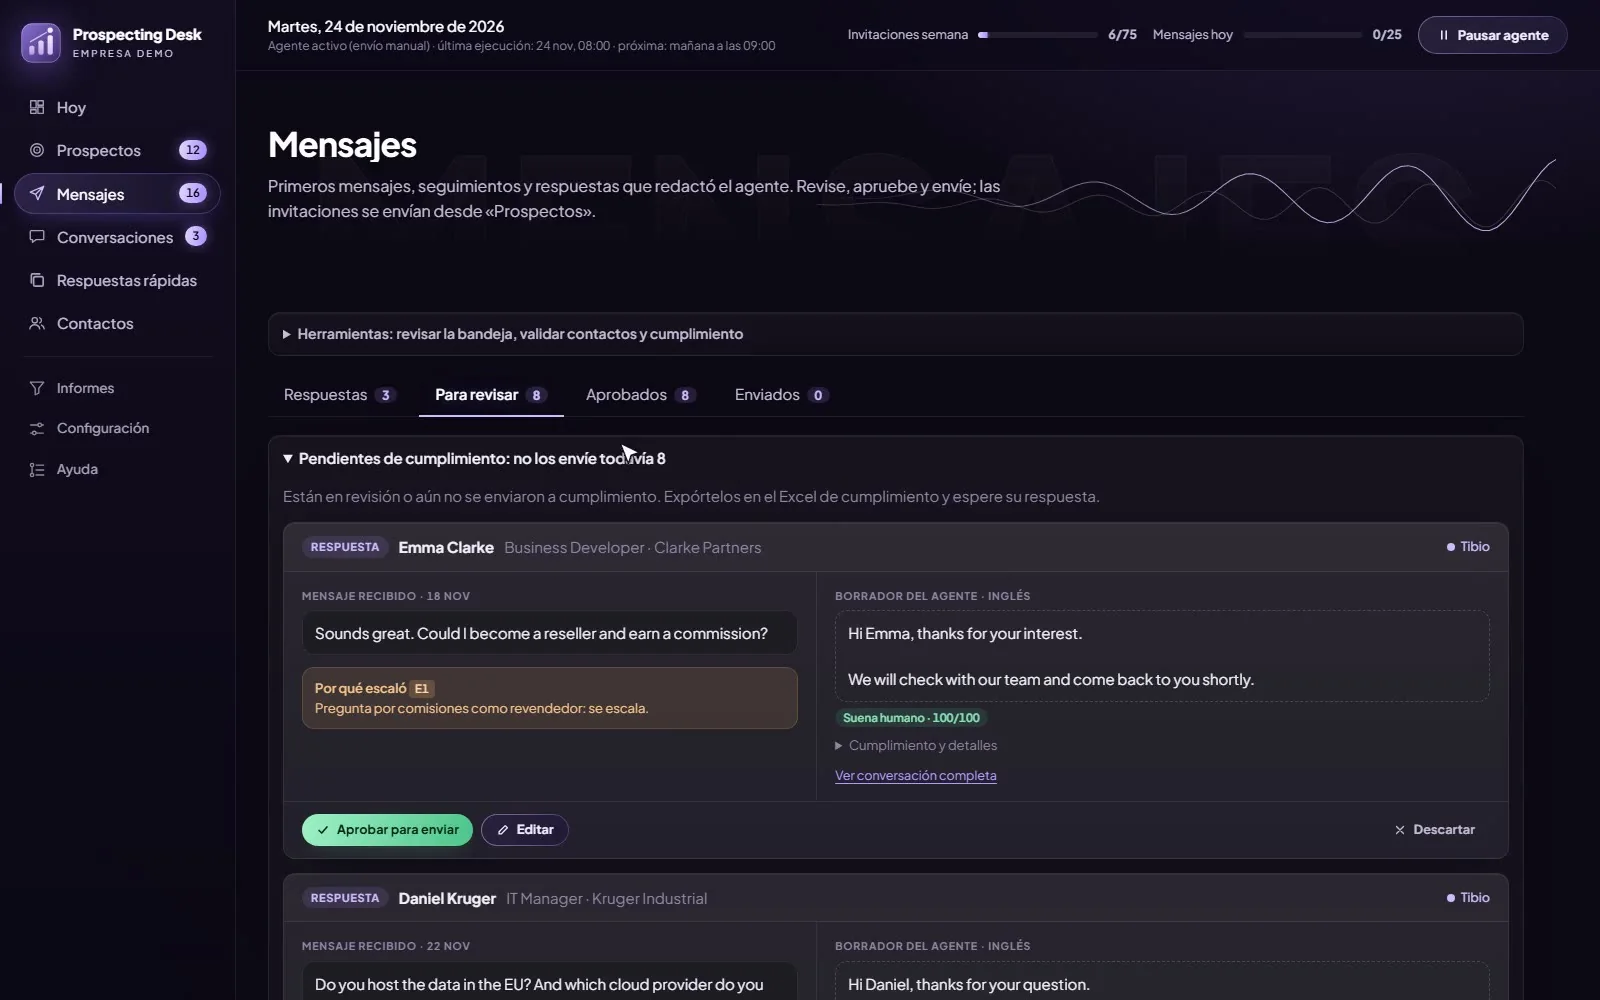 Prospecting Desk
EMPRESA DEMO
Hoy
Prospectos 12
Mensajes 16
Conversaciones 3
Respuestas rápidas
Contactos
Informes
Configuración
Ayuda
Martes, 24 de noviembre de 2026
Agente activo (envío manual) · última ejecución: 24 nov, 08:00 · próxima: mañana a las 09:00
Invitaciones semana 6/75 Mensajes hoy 0/25 Pausar agente
MENSAJES
Mensajes
Primeros mensajes, seguimientos y respuestas que redactó el agente. Revise, apruebe y envíe; las
invitaciones se envían desde «Prospectos».
Herramientas: revisar la bandeja, validar contactos y cumplimiento
Respuestas 3 Para revisar 8 Aprobados 8 Enviados 0
Pendientes de cumplimiento: no los envíe todavía 8
Están en revisión o aún no se enviaron a cumplimiento. Expórtelos en el Excel de cumplimiento y espere su respuesta.
RESPUESTA Emma Clarke Business Developer · Clarke Partners Tibio
MENSAJE RECIBIDO · 18 NOV
Sounds great. Could I become a reseller and earn a commission?
Por qué escaló E1
Pregunta por comisiones como revendedor: se escala.
BORRADOR DEL AGENTE · INGLÉS
Hi Emma, thanks for your interest.
We will check with our team and come back to you shortly.
Suena humano · 100/100
Cumplimiento y detalles
Ver conversación completa
Aprobar para enviar Editar Descartar
RESPUESTA Daniel Kruger IT Manager · Kruger Industrial Tibio
MENSAJE RECIBIDO · 22 NOV
Do you host the data in the EU? And which cloud provider do you
BORRADOR DEL AGENTE · INGLÉS
Hi Daniel, thanks for your question.